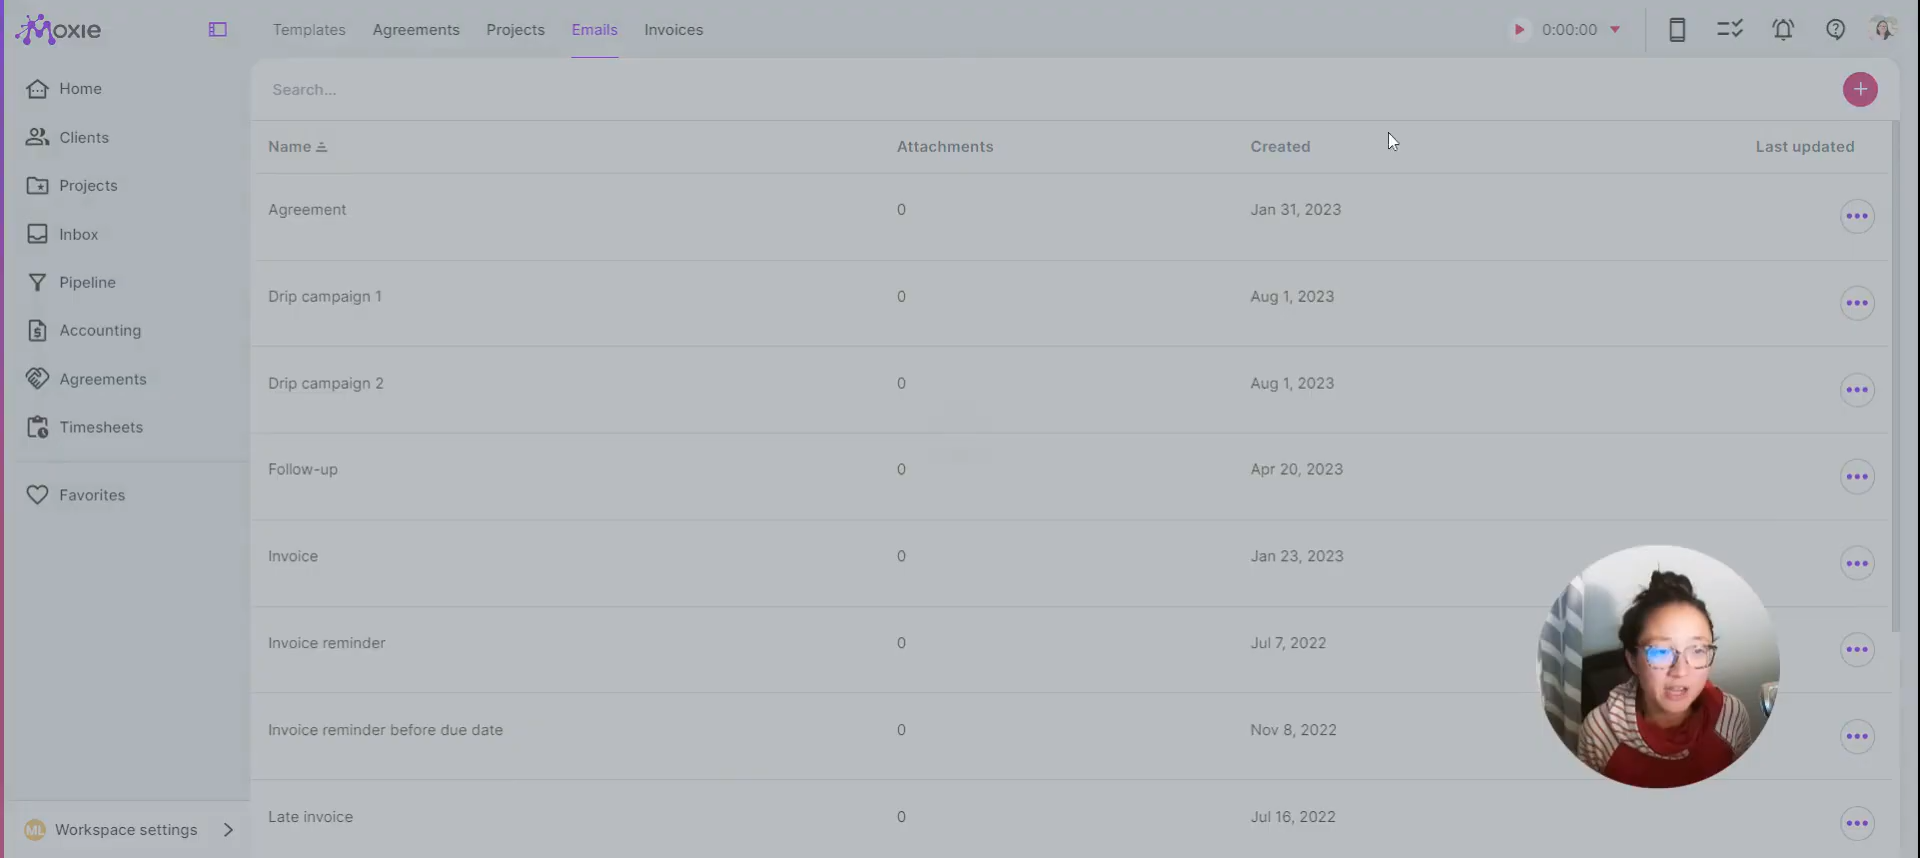 Moxie
Templates Agreements Projects Emails Invoices 0:00:00
Home
Clients
Projects
Inbox
Pipeline
Accounting
Agreements
Timesheets
Favorites
ML Workspace settings
Search...
Name Attachments Created Last updated
Agreement 0 Jan 31, 2023
Drip campaign 1 0 Aug 1, 2023
Drip campaign 2 0 Aug 1, 2023
Follow-up 0 Apr 20, 2023
Invoice 0 Jan 23, 2023
Invoice reminder 0 Jul 7, 2022
Invoice reminder before due date 0 Nov 8, 2022
Late invoice 0 Jul 16, 2022